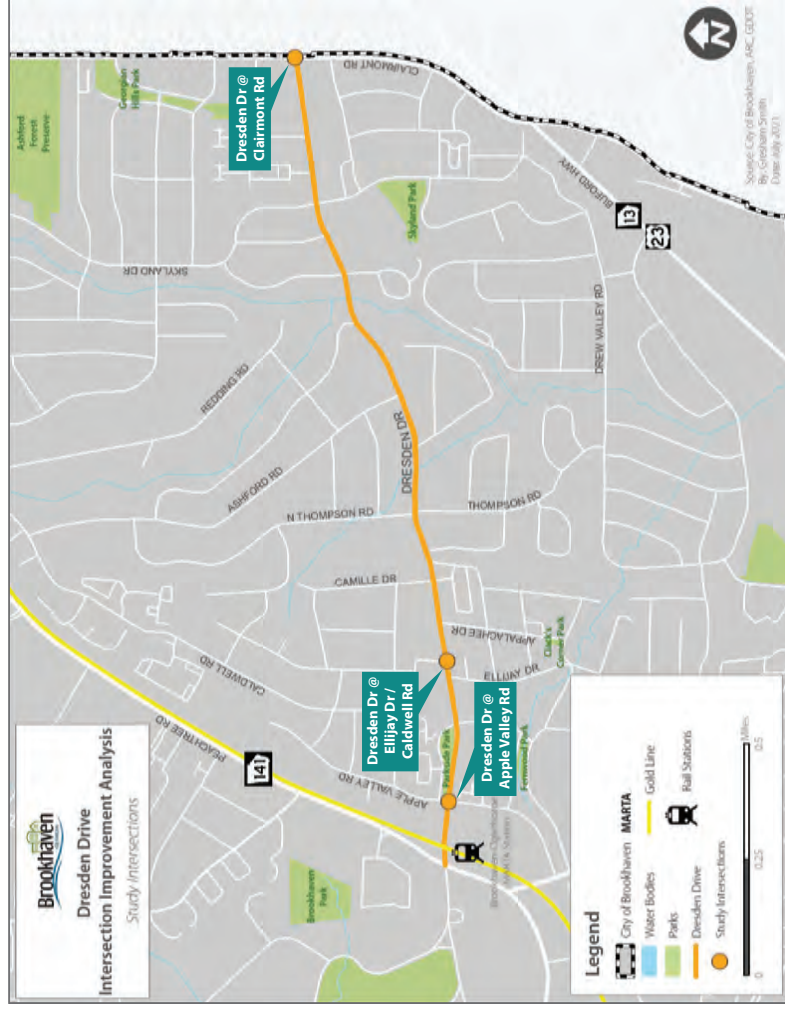 Brookhaven
Dresden Drive
Intersection Improvement Analysis
Study Intersections
Ashford
Forest
Preserve
Georgian
Hills Park
Dresden Dr @
Clairmont Rd
CLAIRMONT RD
N
Source: City of Brookhaven, ARC, GDOT
By: Gresham Smith
Date: July 2021
Skyland Park
BUFORD HWY
13
23
SKYLAND DR
DREW VALLEY RD
REDDING RD
DRESDEN DR
ASHFORD RD
N THOMPSON RD
THOMPSON RD
CAMILLE DR
APPALACHEE DR
Clack's
Corner Park
ELLIJAY DR
CALDWELL RD
Dresden Dr @
Ellijay Dr /
Caldwell Rd
PEACHTREE RD
141
APPLE VALLEY RD
Parkside Park
Dresden Dr @
Apple Valley Rd
Fernwood Park
Brookhaven
Park
Brookhaven-Oglethorpe
MARTA Station
Legend
City of Brookhaven
Water Bodies
Parks
Dresden Drive
Study Intersections
MARTA
Gold Line
Rail Stations
0
0.25
0.5
Miles